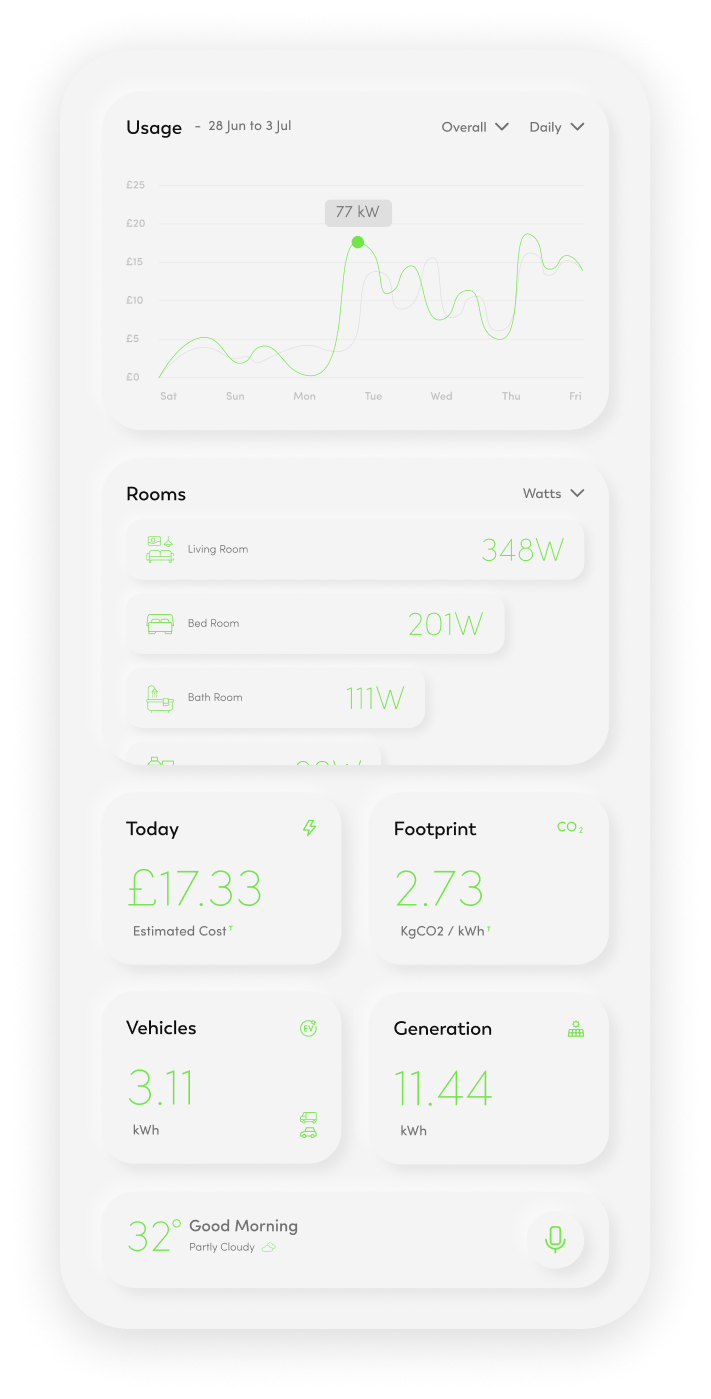 Usage - 28 Jun to 3 Jul
Overall Daily
£25
£20
77 kW
£15
£10
£5
£0
Sat Sun Mon Tue Wed Thu Fri
Rooms Watts
Living Room 348W
Bed Room 201W
Bath Room 111W
Today
£17.33
Estimated Cost
Footprint CO2
2.73
KgCO2 / kWh
Vehicles EV
3.11
kWh
Generation
11.44
kWh
32° Good Morning
Partly Cloudy